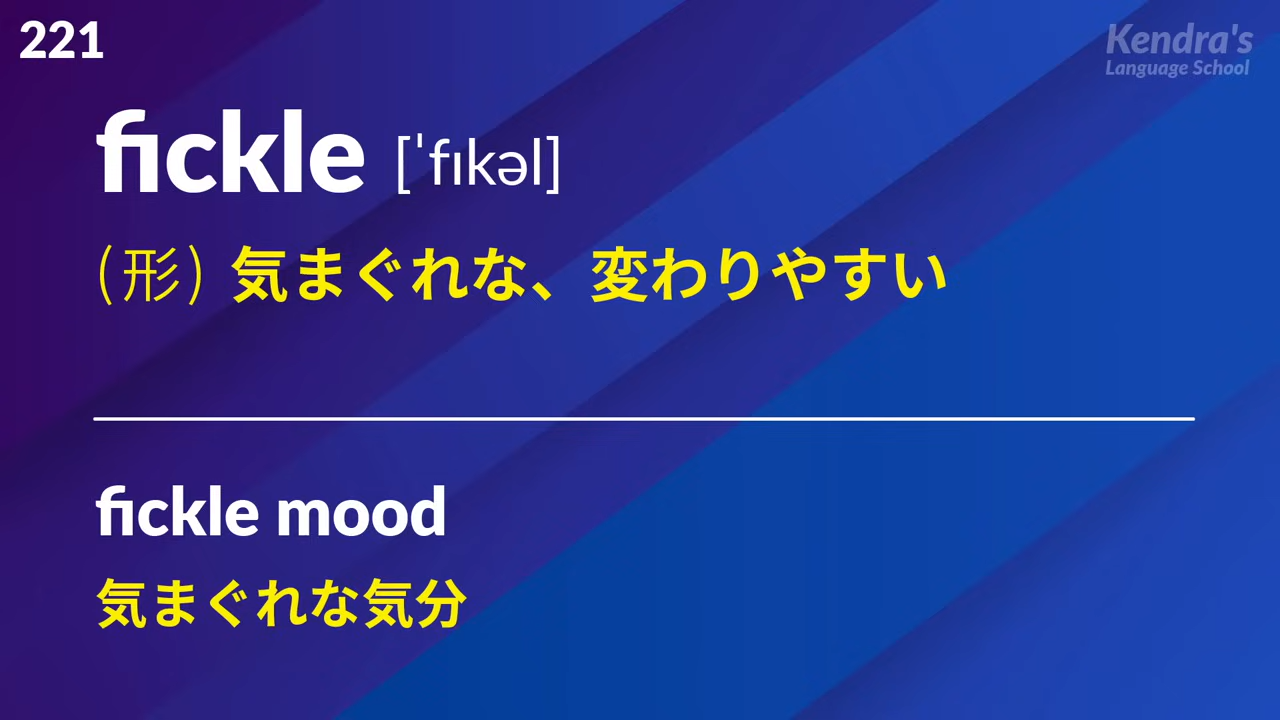 221
Kendra's
Language School
fickle [ˈfɪkəl]
(形) 気まぐれな、変わりやすい
fickle mood
気まぐれな気分